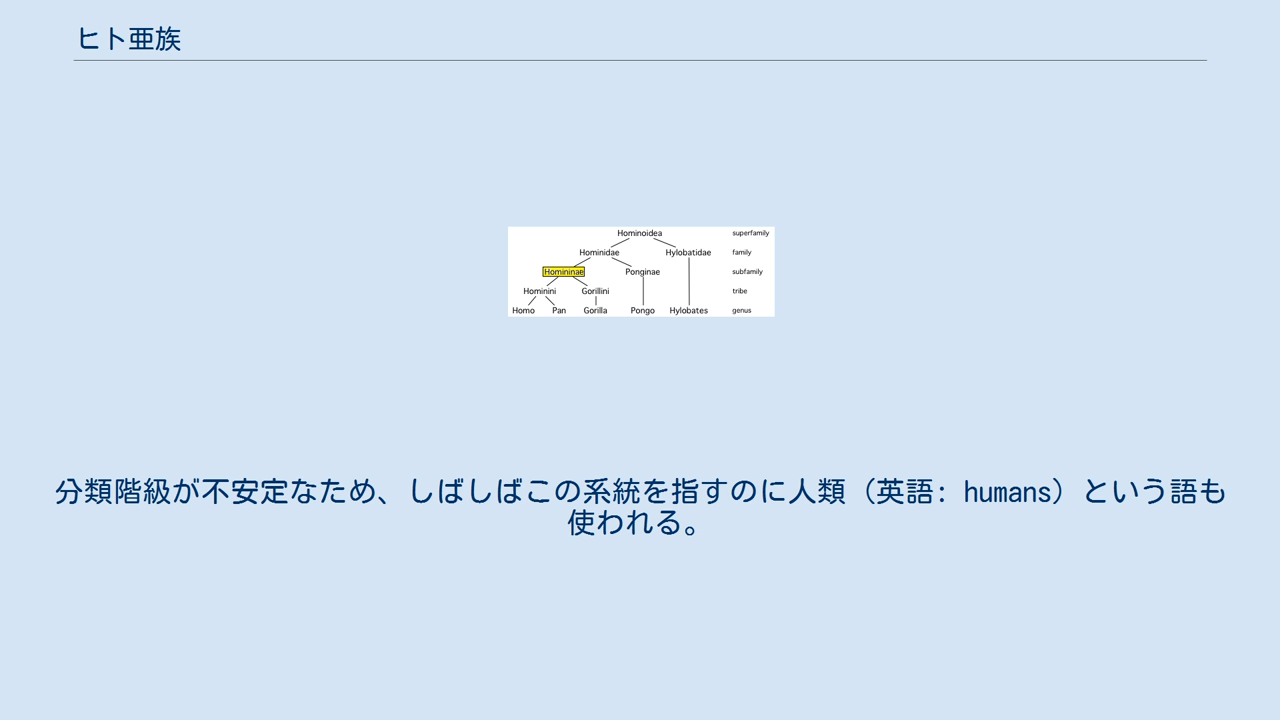 ヒト亜族
Hominoidea superfamily
Hominidae Hylobatidae family
Homininae Ponginae subfamily
Hominini Gorillini tribe
Homo Pan Gorilla Pongo Hylobates genus
分類階級が不安定なため、しばしばこの系統を指すのに人類（英語: humans）という語も
使われる。